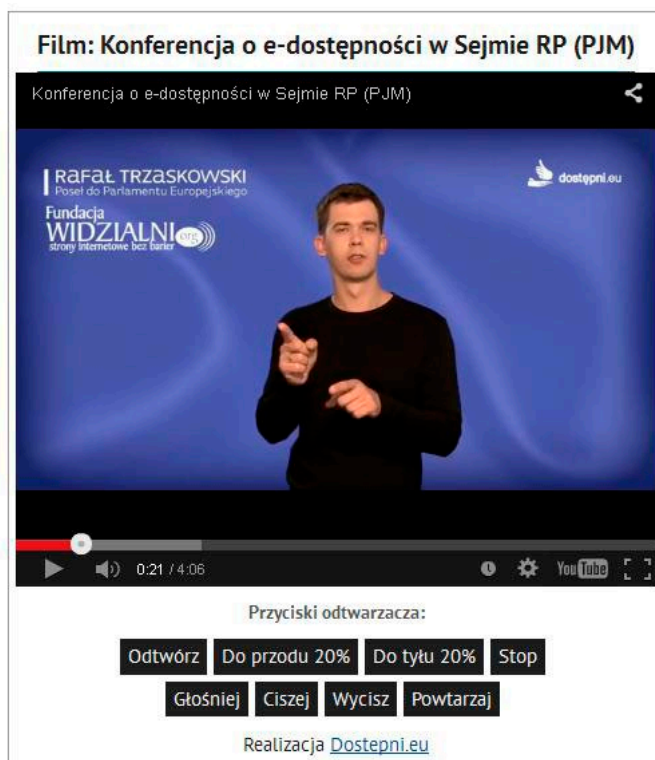 Film: Konferencja o e-dostępności w Sejmie RP (PJM)
Konferencja o e-dostępności w Sejmie RP (PJM)
RAFAŁ TRZASKOWSKI
Poseł do Parlamentu Europejskiego
dostępni.eu
Fundacja
WIDZIALNI.org
strony internetowe bez barier
0:21 / 4:06
YouTube
Przyciski odtwarzacza:
Odtwórz Do przodu 20% Do tyłu 20% Stop
Głośniej Ciszej Wycisz Powtarzaj
Realizacja Dostepni.eu